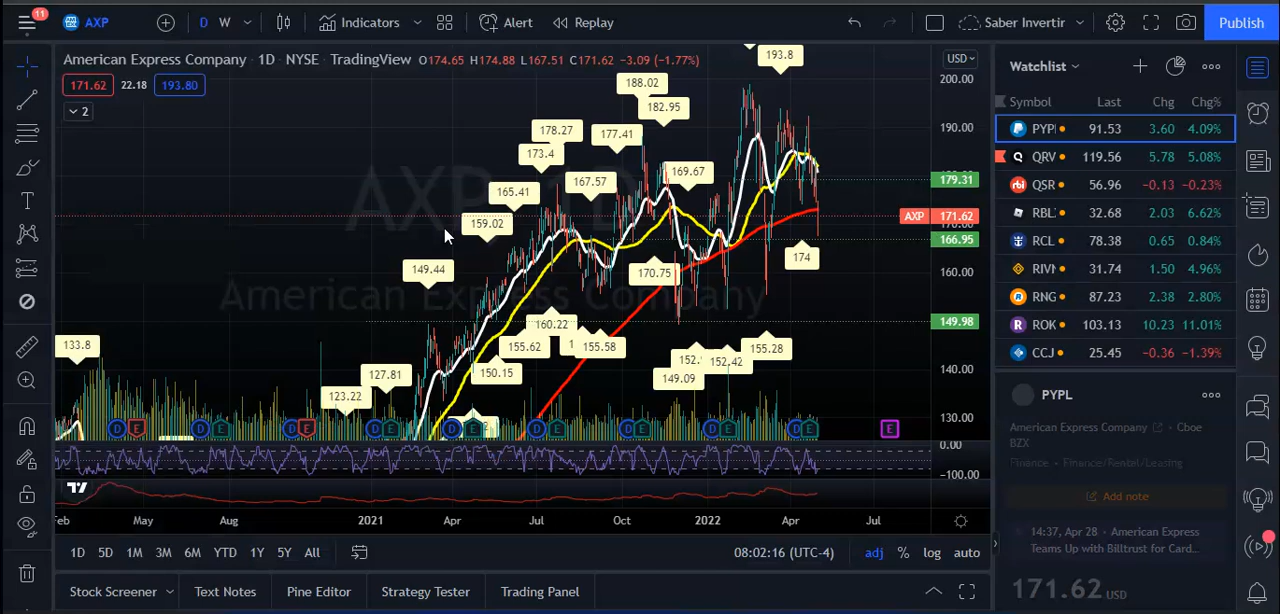 11
AXP
D W
Indicators
Alert
Replay
Saber Invertir
Publish
American Express Company · 1D · NYSE · TradingView O174.65 H174.88 L167.51 C171.62 −3.09 (−1.77%)
USD
171.62 22.18 193.80
2
AXP, 1D
American Express Company
193.8
188.02
182.95
178.27
177.41
173.4
169.67
167.57
165.41
159.02
149.44
174
170.75
160.22
155.62
155.58
150.15
152.42
155.28
149.09
133.8
127.81
123.22
200.00
190.00
179.31
AXP 171.62
166.95
160.00
149.98
140.00
130.00
0.00
−100.00
D E D D E D E D E D E D E D E D E E
May Aug 2021 Apr Jul Oct 2022 Apr Jul
1D 5D 1M 3M 6M YTD 1Y 5Y All
08:02:16 (UTC-4) adj % log auto
Stock Screener Text Notes Pine Editor Strategy Tester Trading Panel
Watchlist
Symbol Last Chg Chg%
PYPI 91.53 3.60 4.09%
QRV 119.56 5.78 5.08%
QSR 56.96 −0.13 −0.23%
RBL 32.68 2.03 6.62%
RCL 78.38 0.65 0.84%
RIVN 31.74 1.50 4.96%
RNG 87.23 2.38 2.80%
ROK 103.13 10.23 11.01%
CCJ 25.45 −0.36 −1.39%
PYPL
American Express Company · Cboe
BZX
Finance · Finance/Rental/Leasing
Add note
14:37, Apr 28 · American Express
Teams Up with Billtrust for Card...
171.62 USD